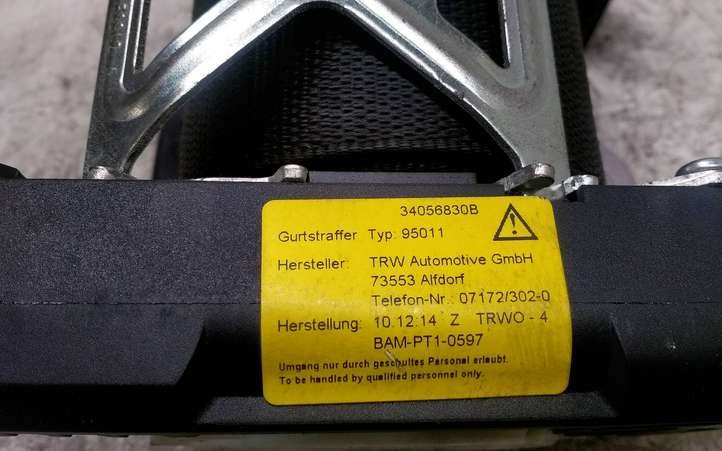 34056830B
Gurtstraffer Typ: 95011
Hersteller: TRW Automotive GmbH
73553 Alfdorf
Telefon-Nr.: 07172/302-0
Herstellung: 10.12.14 Z TRWO - 4
BAM-PT1-0597
Umgang nur durch geschultes Personal erlaubt.
To be handled by qualified personnel only.